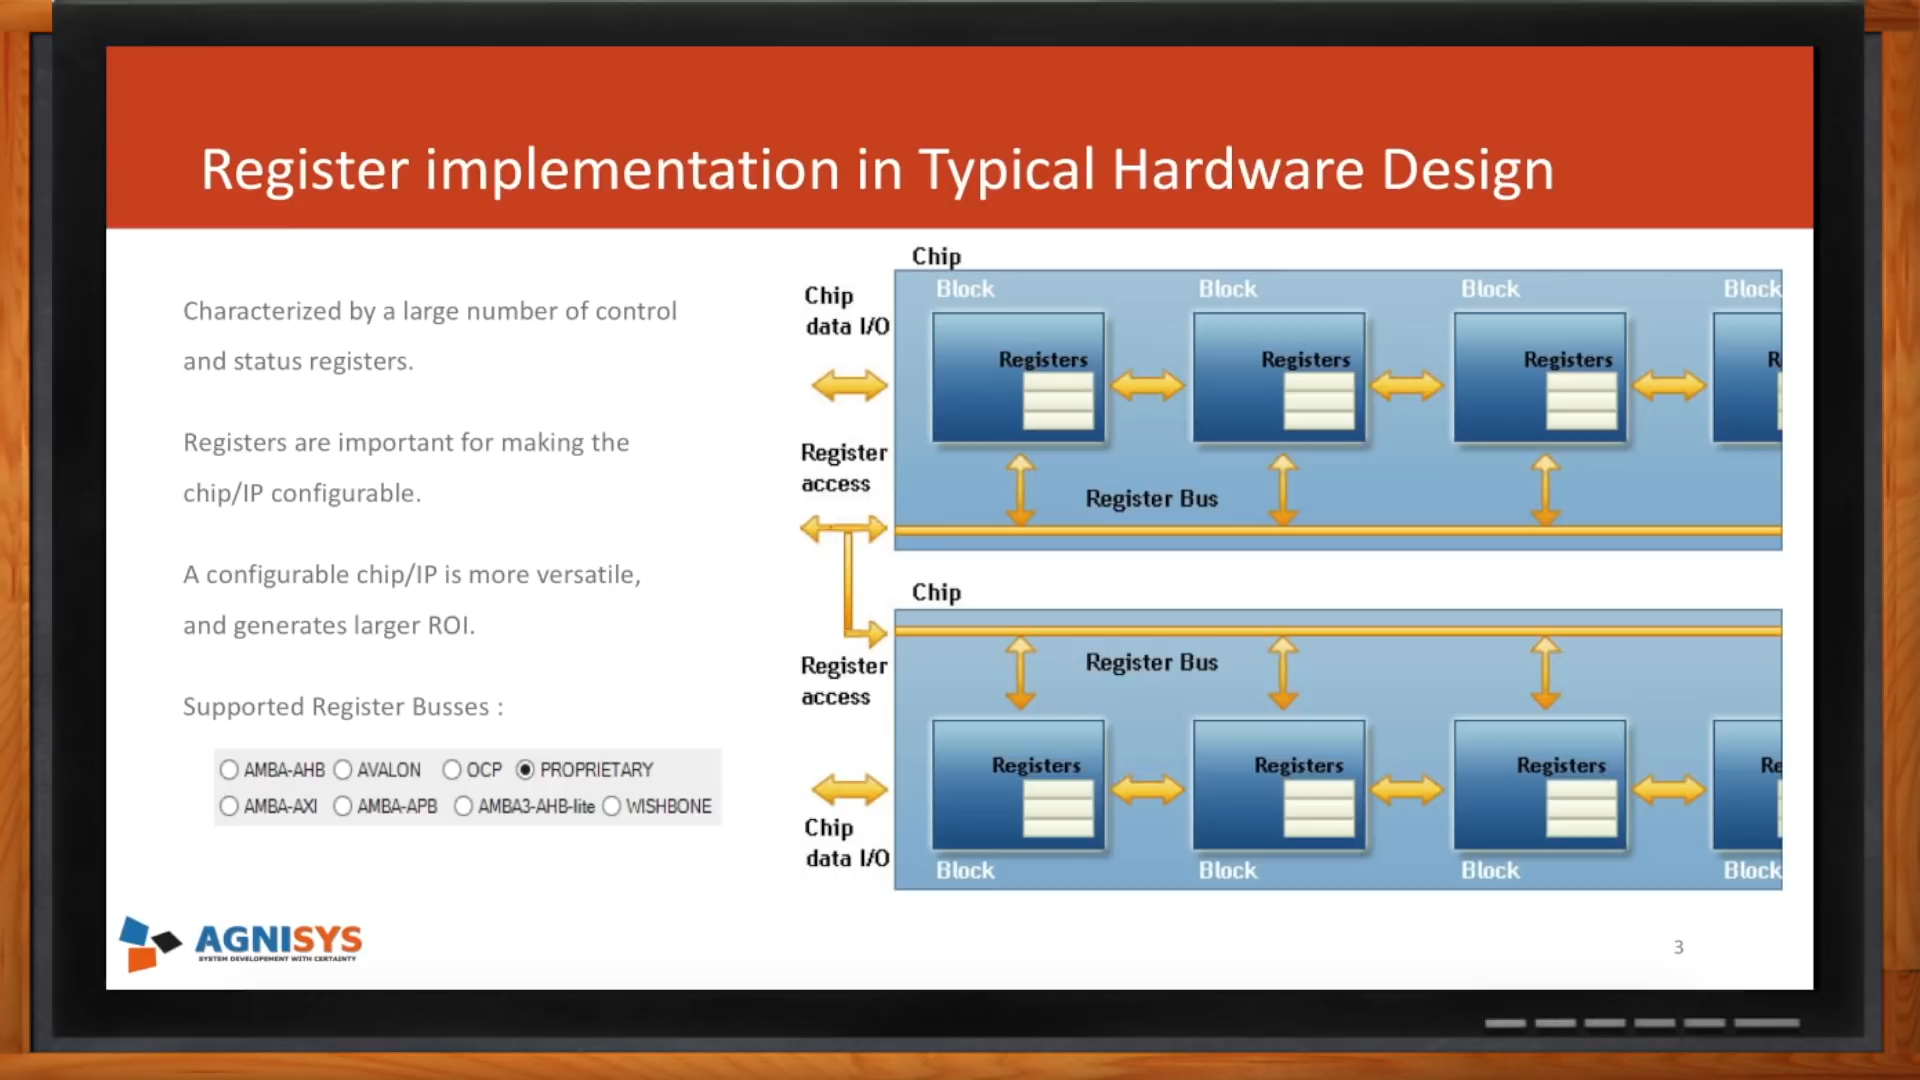 Register implementation in Typical Hardware Design
Characterized by a large number of control
and status registers.
Registers are important for making the
chip/IP configurable.
A configurable chip/IP is more versatile,
and generates larger ROI.
Supported Register Busses :
AMBA-AHB AVALON OCP PROPRIETARY
AMBA-AXI AMBA-APB AMBA3-AHB-lite WISHBONE
Chip
Block Block Block Block
Chip
data I/O
Registers Registers Registers R
Register
access
Register Bus
Chip
Register Bus
Register
access
Registers Registers Registers Re
Chip
data I/O
Block Block Block Block
AGNISYS
SYSTEM DEVELOPEMENT WITH CERTAINTY
3